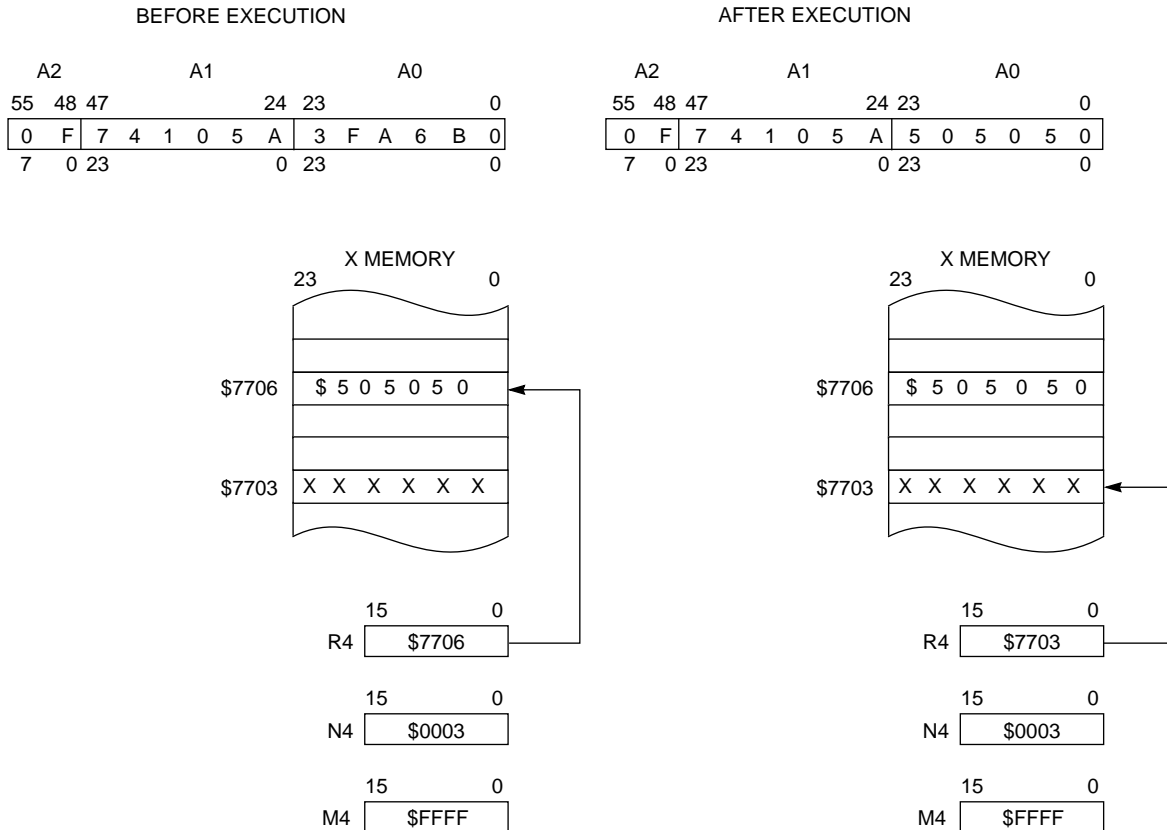 BEFORE EXECUTION AFTER EXECUTION
A2 A1 A0 A2 A1 A0
55 48 47 24 23 0 55 48 47 24 23 0
0 F 7 4 1 0 5 A 3 F A 6 B 0 0 F 7 4 1 0 5 A 5 0 5 0 5 0
7 0 23 0 23 0 7 0 23 0 23 0
X MEMORY X MEMORY
23 0 23 0
$7706 $ 5 0 5 0 5 0 $7706 $ 5 0 5 0 5 0
$7703 X X X X X X $7703 X X X X X X
15 0 15 0
R4 $7706 R4 $7703
15 0 15 0
N4 $0003 N4 $0003
15 0 15 0
M4 $FFFF M4 $FFFF